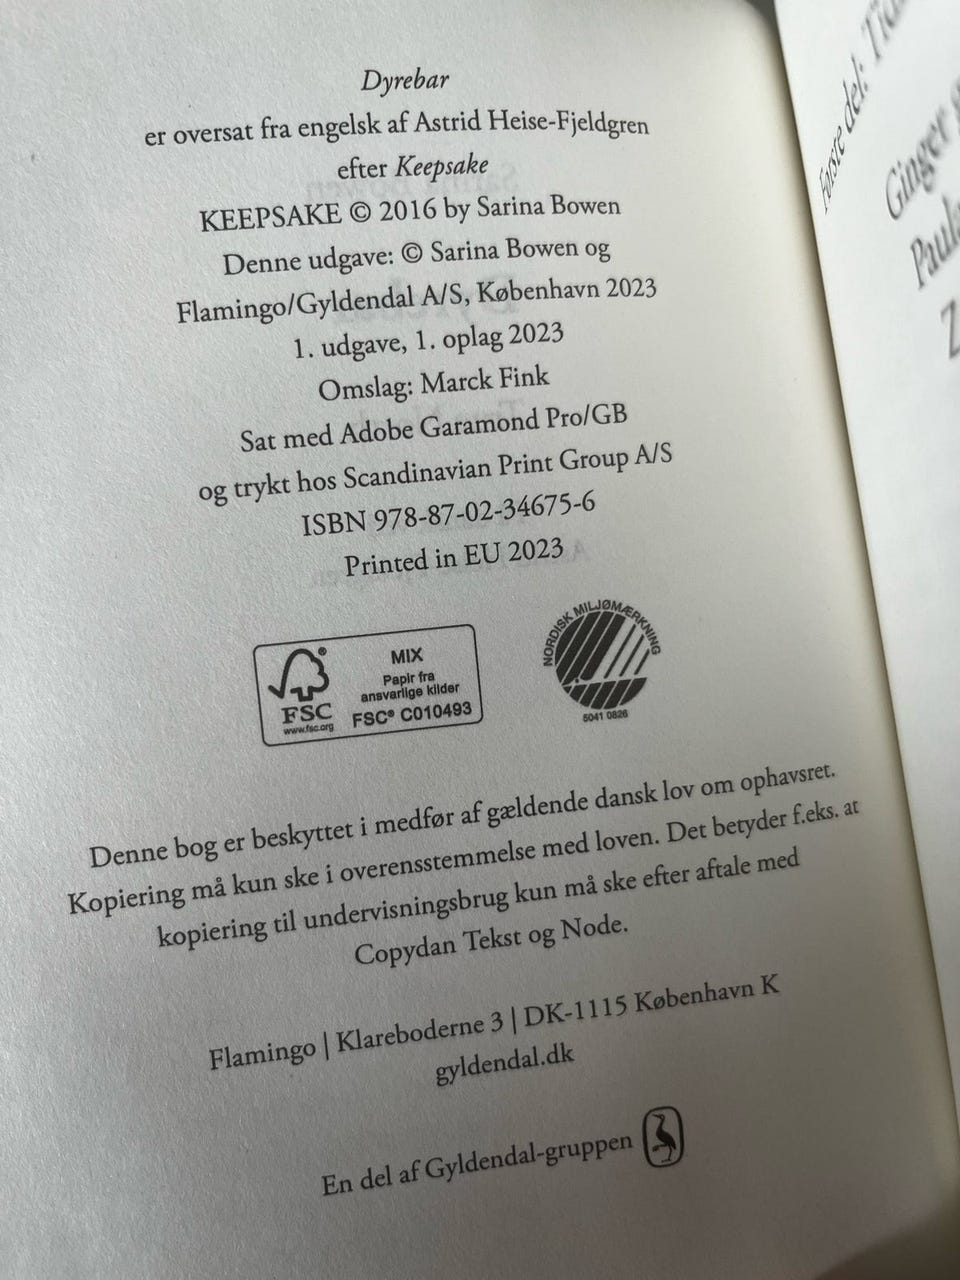 Dyrebar
er oversat fra engelsk af Astrid Heise-Fjeldgren
efter Keepsake
KEEPSAKE © 2016 by Sarina Bowen
Denne udgave: © Sarina Bowen og
Flamingo/Gyldendal A/S, København 2023
1. udgave, 1. oplag 2023
Omslag: Marck Fink
Sat med Adobe Garamond Pro/GB
og trykt hos Scandinavian Print Group A/S
ISBN 978-87-02-34675-6
Printed in EU 2023
FSC
www.fsc.org
MIX
Papir fra
ansvarlige kilder
FSC® C010493
NORDISK MILJØMÆRKNING
5041 0826
Denne bog er beskyttet i medfør af gældende dansk lov om ophavsret.
Kopiering må kun ske i overensstemmelse med loven. Det betyder f.eks. at
kopiering til undervisningsbrug kun må ske efter aftale med
Copydan Tekst og Node.
Flamingo | Klareboderne 3 | DK-1115 København K
gyldendal.dk
En del af Gyldendal-gruppen
Første del:
Ginger